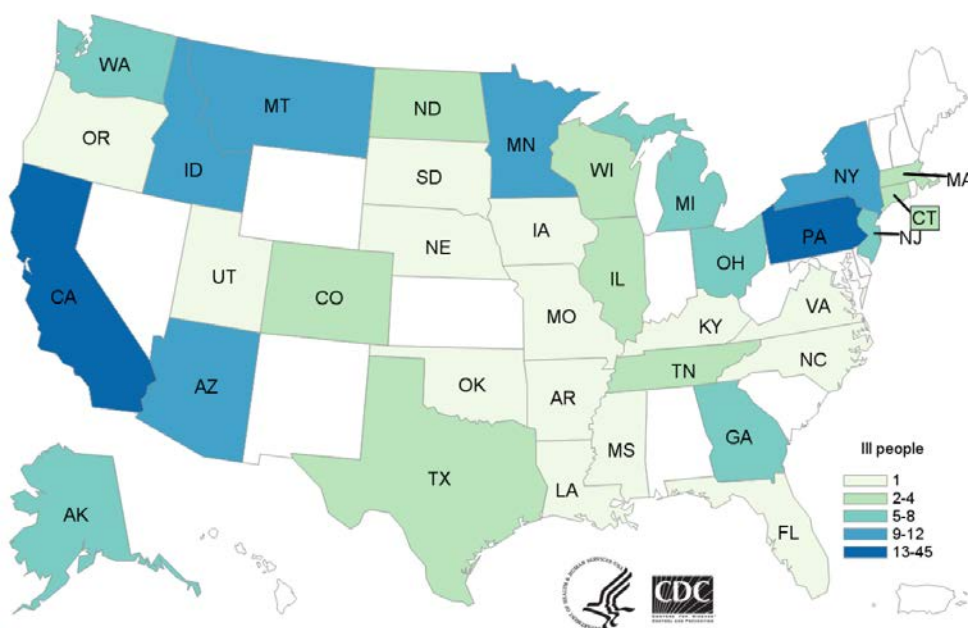 WA
MT
ND
MN
OR
ID
SD
WI
MI
NY
MA
CT
NJ
PA
IA
NE
OH
IL
UT
CO
CA
MO
KY
VA
NC
TN
OK
AR
AZ
GA
MS
TX
LA
FL
AK
Ill people
1
2-4
5-8
9-12
13-45
CDC